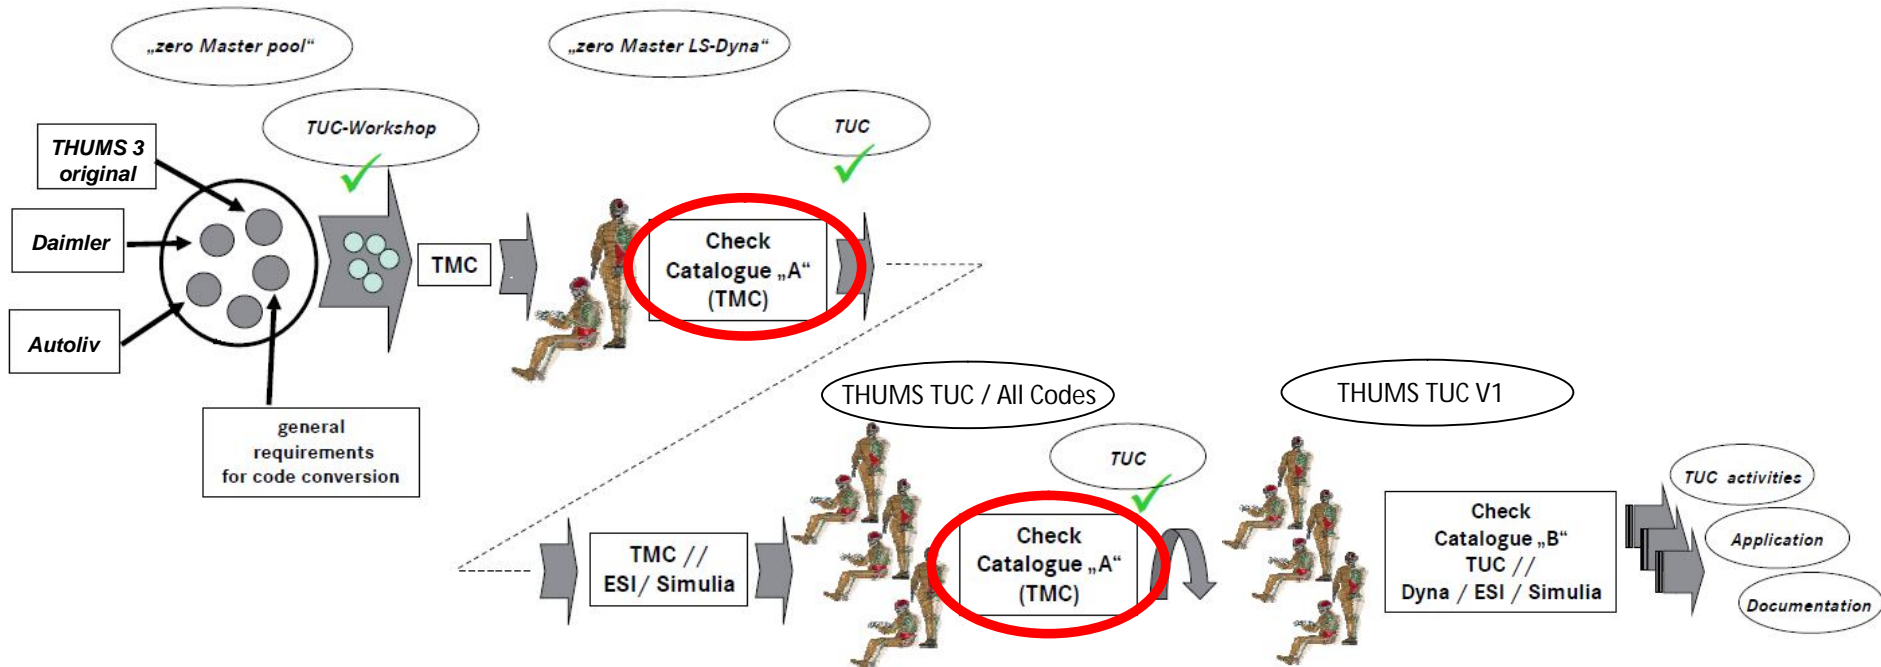 „zero Master pool“
„zero Master LS-Dyna“
TUC-Workshop
TUC
THUMS 3
original
Daimler
Autoliv
TMC
Check
Catalogue „A“
(TMC)
general
requirements
for code conversion
THUMS TUC / All Codes
THUMS TUC V1
TUC
TMC //
ESI/ Simulia
Check
Catalogue „A“
(TMC)
Check
Catalogue „B“
TUC //
Dyna / ESI / Simulia
TUC activities
Application
Documentation